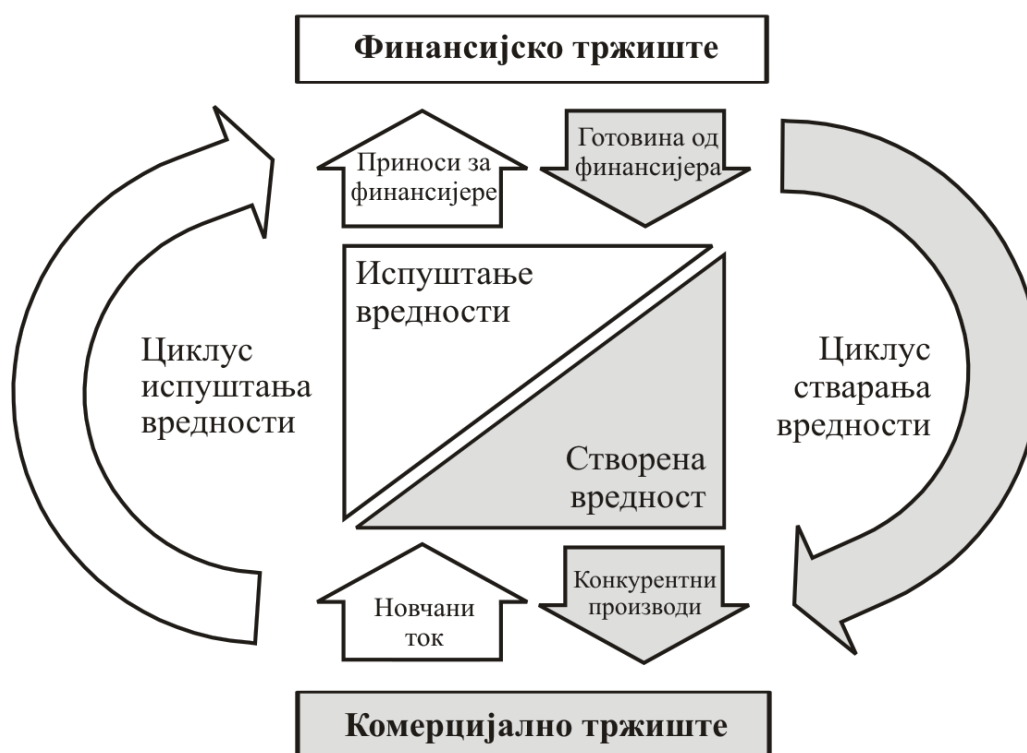 Финансијско тржиште
Приноси за
финансијере
Готовина од
финансијера
Испуштање
вредности
Циклус
испуштања
вредности
Циклус
стварања
вредности
Створена
вредност
Новчани
ток
Конкурентни
производи
Комерцијално тржиште